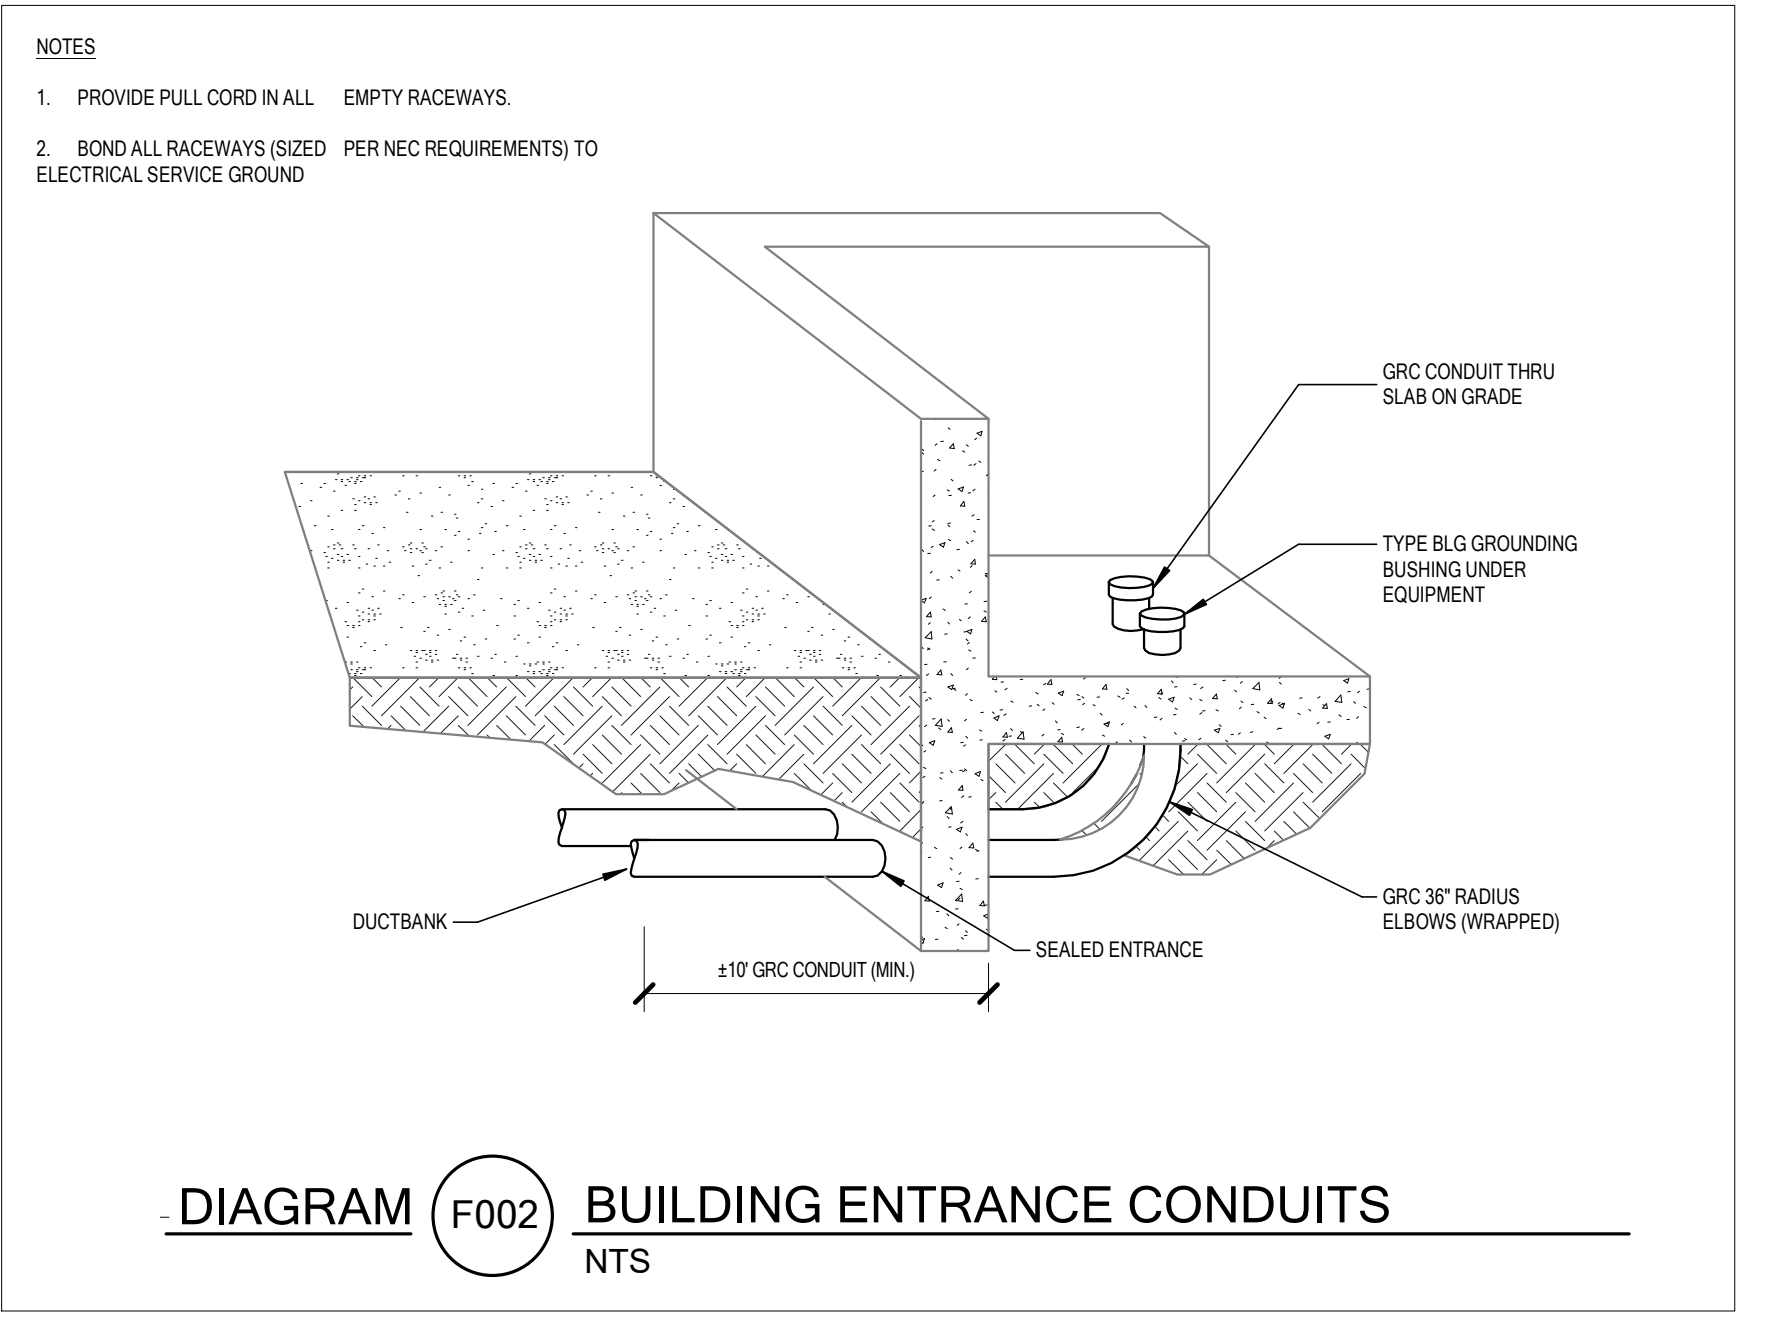 NOTES
1. PROVIDE PULL CORD IN ALL EMPTY RACEWAYS.
2. BOND ALL RACEWAYS (SIZED PER NEC REQUIREMENTS) TO
ELECTRICAL SERVICE GROUND
GRC CONDUIT THRU
SLAB ON GRADE
TYPE BLG GROUNDING
BUSHING UNDER
EQUIPMENT
GRC 36" RADIUS
ELBOWS (WRAPPED)
DUCTBANK
SEALED ENTRANCE
±10' GRC CONDUIT (MIN.)
DIAGRAM F002 BUILDING ENTRANCE CONDUITS
NTS